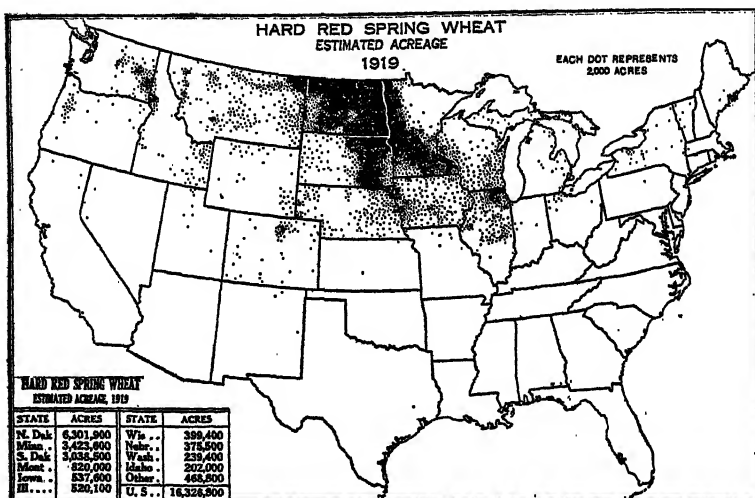 HARD RED SPRING WHEAT
ESTIMATED ACREAGE
1919
EACH DOT REPRESENTS
2,000 ACRES
HARD RED SPRING WHEAT
ESTIMATED ACREAGE, 1919
STATE ACRES STATE ACRES
N. Dak 6,301,900 Wis .. 399,400
Minn . 3,423,600 Nebr.. 375,500
S. Dak 3,038,500 Wash . 239,400
Mont . 820,000 Idaho . 202,000
Iowa .. 537,600 Other . 468,800
Ill .... 520,100 U. S .. 16,326,800